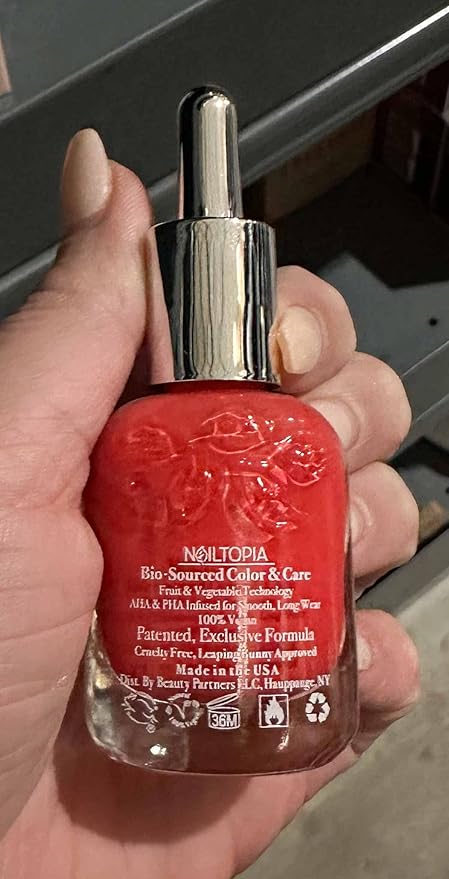 NAILTOPIA
Bio-Sourced Color & Care
Fruit & Vegetable Technology
AHA & PHA Infused for Smooth, Long Wear
100% Vegan
Patented, Exclusive Formula
Cruelty Free, Leaping Bunny Approved
Made in the USA
Dist. By Beauty Partners LLC, Hauppauge, NY
36M